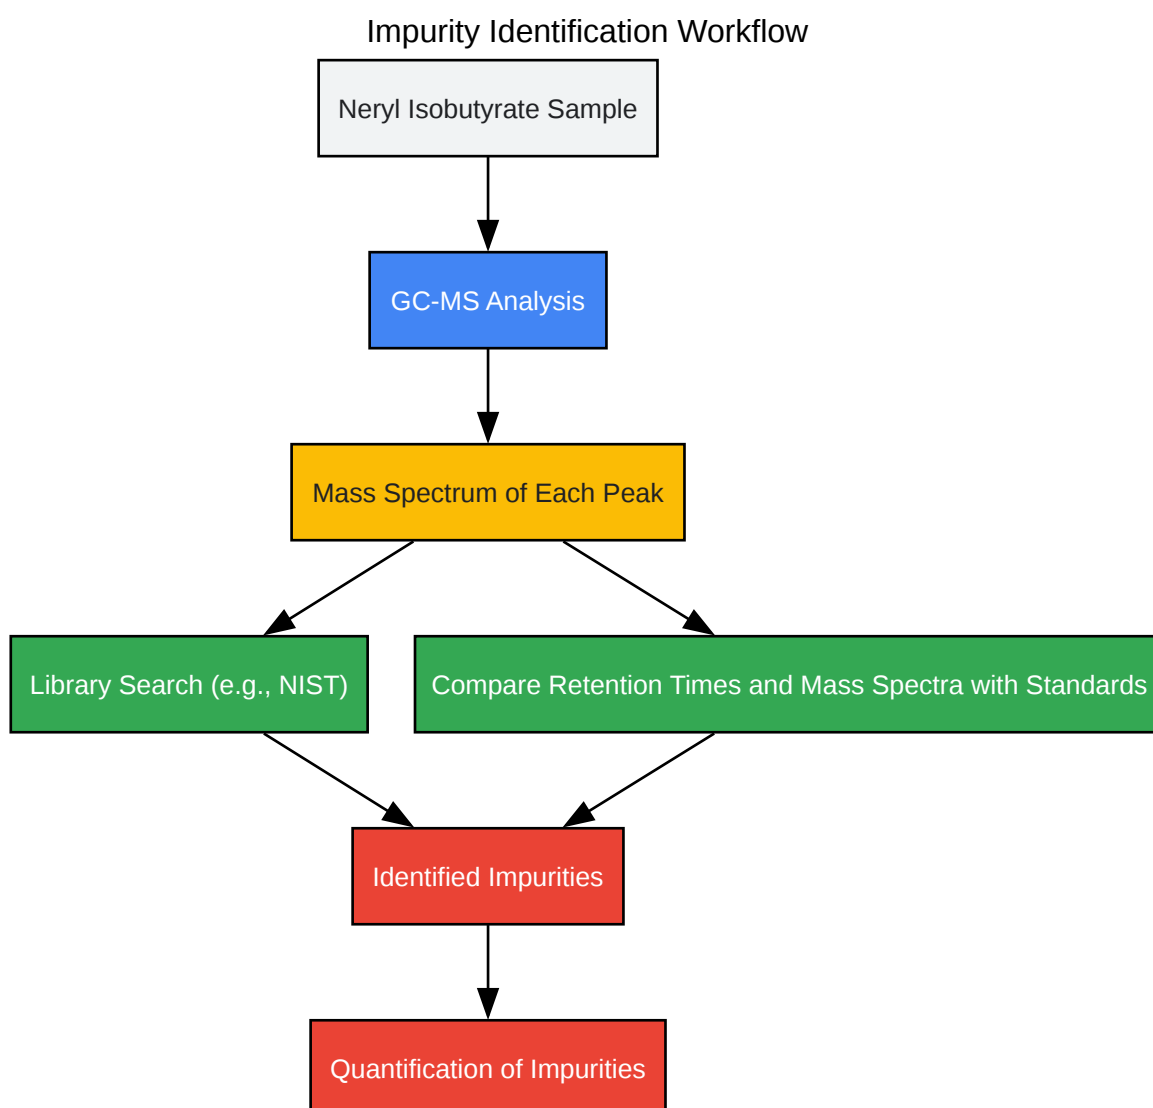 Impurity Identification Workflow
Neryl Isobutyrate Sample
GC-MS Analysis
Mass Spectrum of Each Peak
Library Search (e.g., NIST)
Compare Retention Times and Mass Spectra with Standards
Identified Impurities
Quantification of Impurities